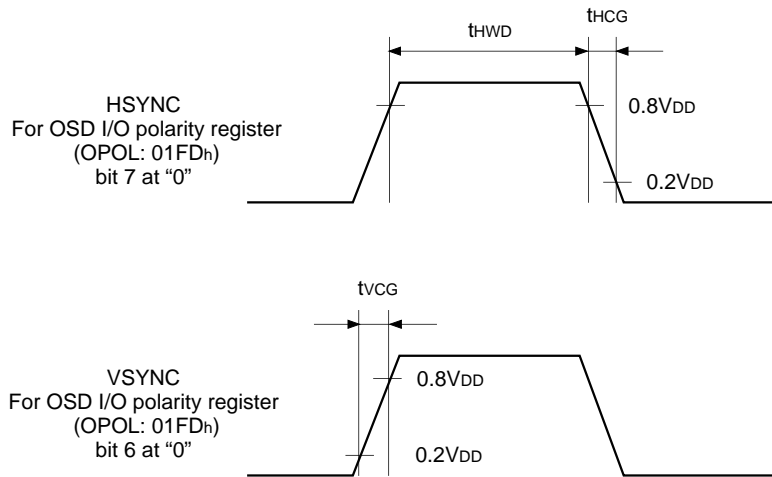 tHWD
tHCG
HSYNC
For OSD I/O polarity register
(OPOL: 01FDh)
bit 7 at “0”
0.8VDD
0.2VDD
tVCG
VSYNC
For OSD I/O polarity register
(OPOL: 01FDh)
bit 6 at “0”
0.8VDD
0.2VDD